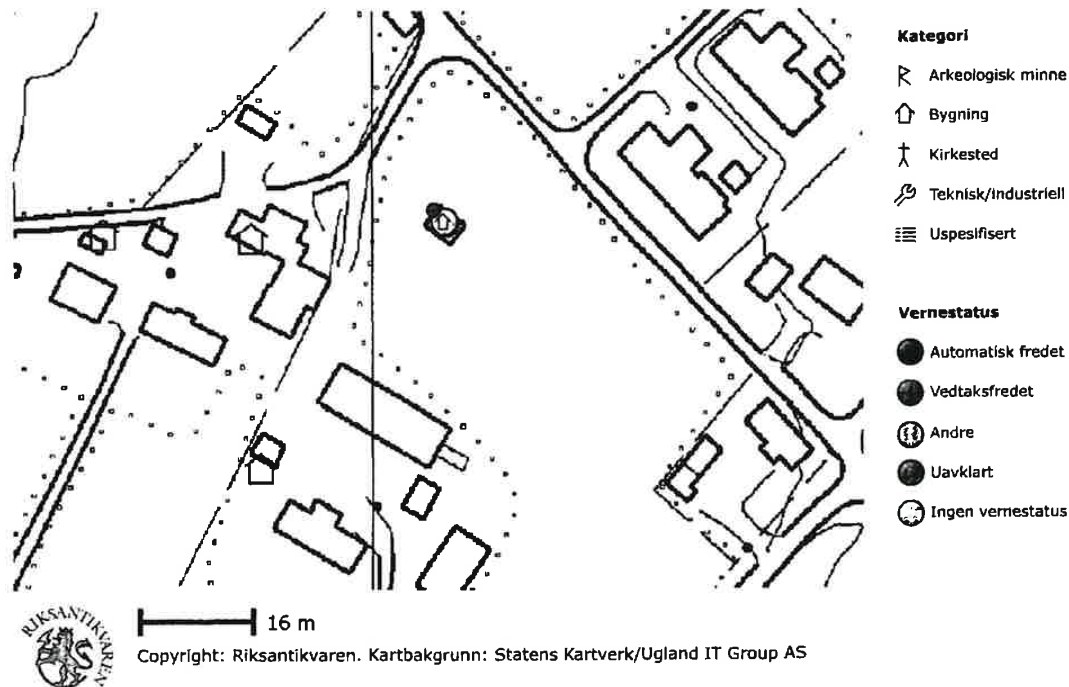 Kategori
Arkeologisk minne
Bygning
Kirkested
Teknisk/Industriell
Uspesifisert
Vernestatus
Automatisk fredet
Vedtaksfredet
Andre
Uavklart
Ingen vernestatus
RIKSANTIKVAREN
16 m
Copyright: Riksantikvaren. Kartbakgrunn: Statens Kartverk/Ugland IT Group AS